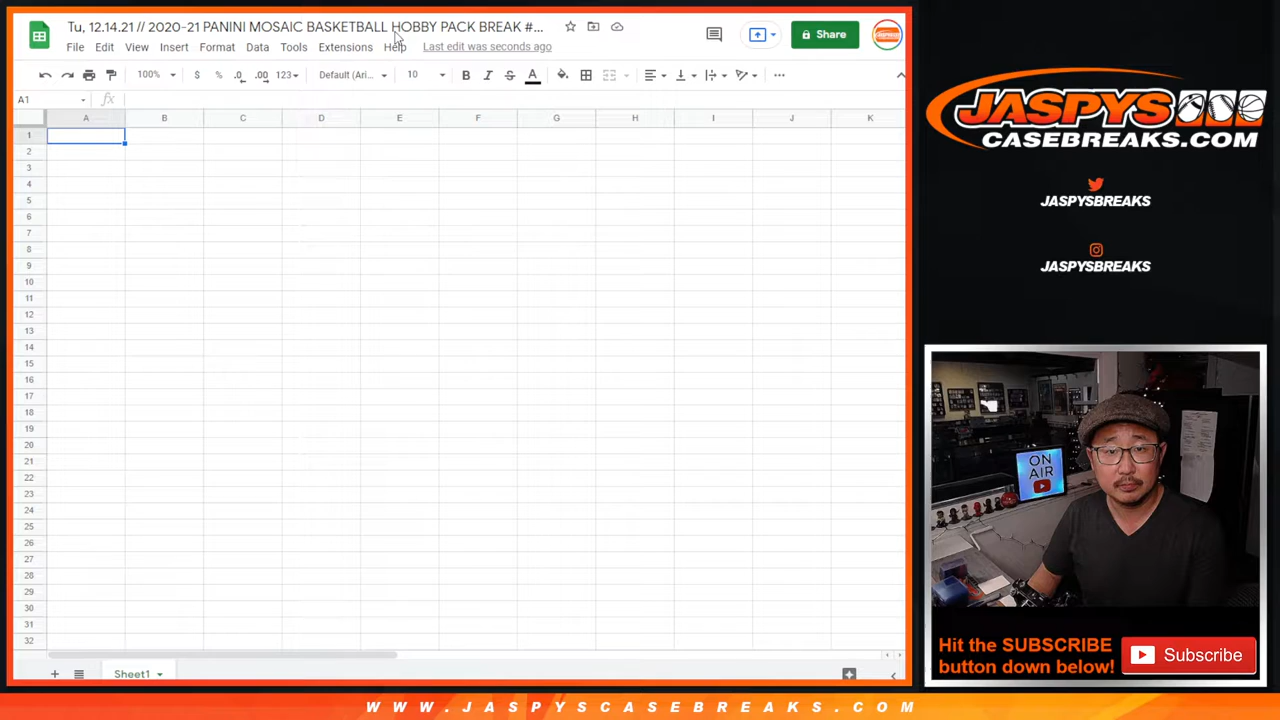 Tu, 12.14.21 // 2020-21 PANINI MOSAIC BASKETBALL HOBBY PACK BREAK #...
File Edit View Insert Format Data Tools Extensions Help Last edit was seconds ago
Share
100% $ % .0 .00 123 Default (Ari... 10 B I S A
A1 fx
A B C D E F G H I J K
1
2
3
4
5
6
7
8
9
10
11
12
13
14
15
16
17
18
19
20
21
22
23
24
25
26
27
28
29
30
31
32
Sheet1
JASPYS
CASEBREAKS.COM
JASPYSBREAKS
JASPYSBREAKS
ON
AIR
Hit the SUBSCRIBE
button down below!
Subscribe
WWW.JASPYSCASEBREAKS.COM